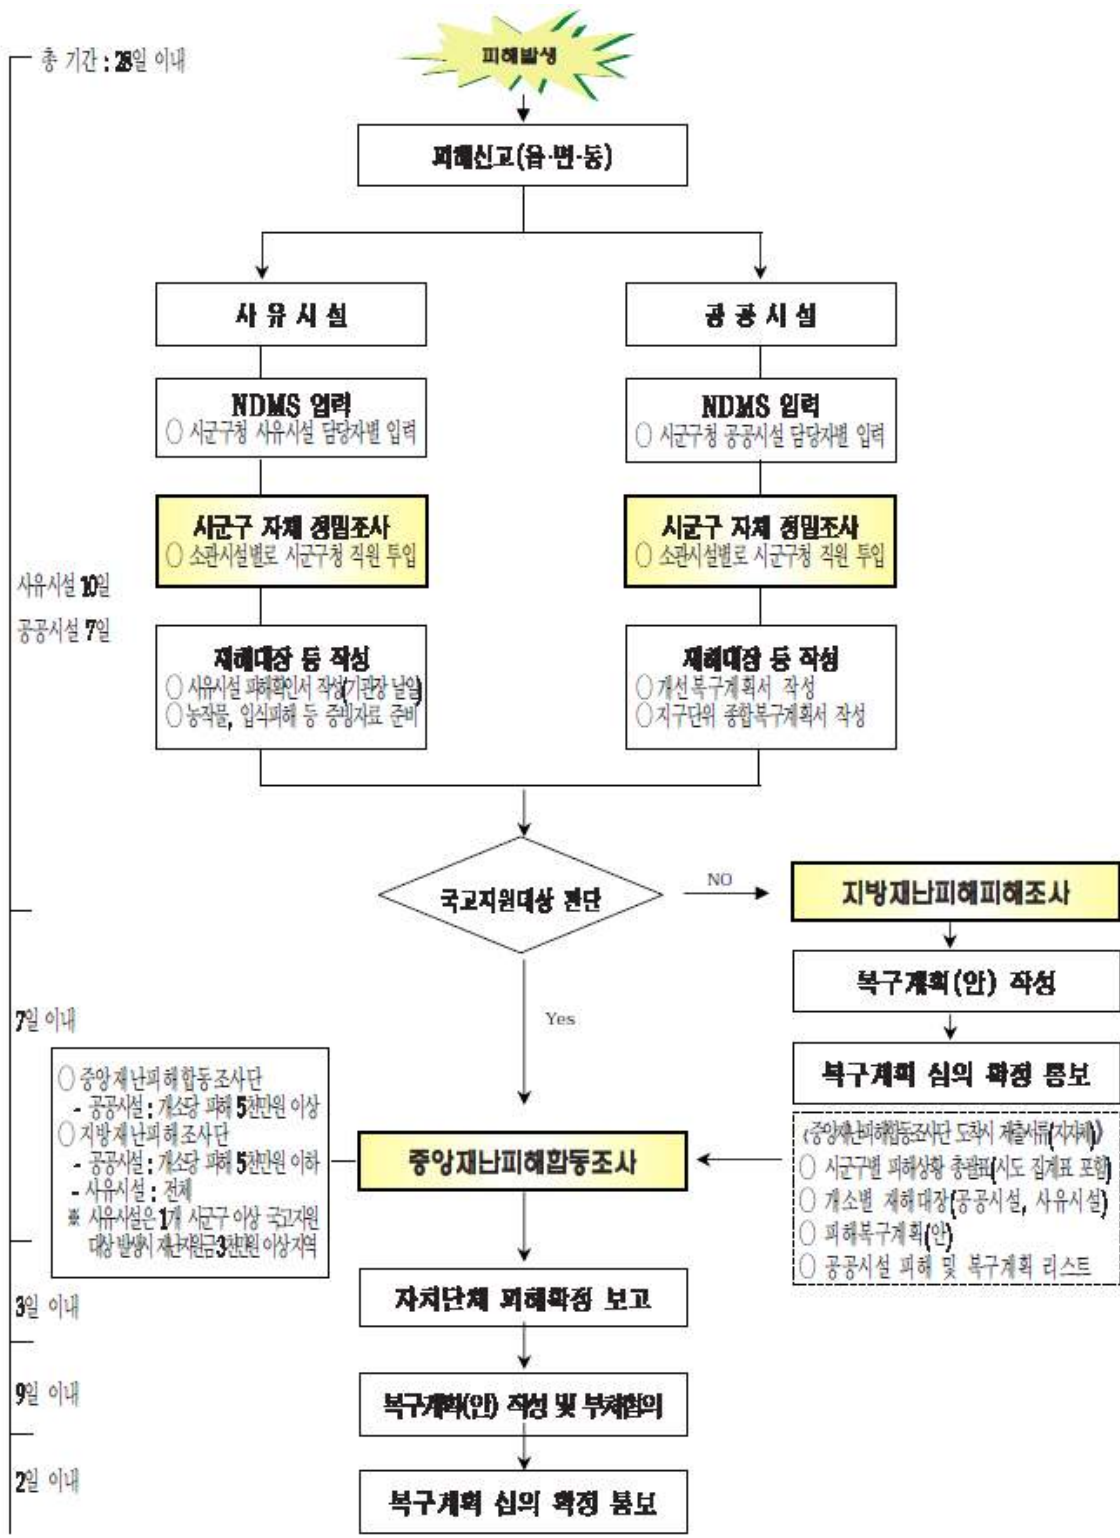 총 기간 : 28일 이내
피해발생
피해신고(읍·면·동)
사 유 시 설
공 공 시 설
NDMS 입력
○ 시군구청 사유시설 담당자별 입력
NDMS 입력
○ 시군구청 공공시설 담당자별 입력
시군구 자체 정밀조사
○ 소관시설별로 시군구청 직원 투입
시군구 자체 정밀조사
○ 소관시설별로 시군구청 직원 투입
사유시설 10일
공공시설 7일
재해대장 등 작성
○ 사유시설 피해확인서 작성(기관장 날일)
○ 농작물, 입식피해 등 증빙자료 준비
재해대장 등 작성
○ 개선복구계획서 작성
○ 지구단위 종합복구계획서 작성
국고지원대상 판단
NO
지방재난피해피해조사
복구계획(안) 작성
7일 이내
Yes
복구계획 심의 확정 통보
○ 중앙재난피해합동조사단
- 공공시설 : 개소당 피해 5천만원 이상
○ 지방재난피해조사단
- 공공시설 : 개소당 피해 5천만원 이하
- 사유시설 : 전체
※ 사유시설은 1개 시군구 이상 국고지원
대상 발생시 재난지원금 3천만원 이상 지역
중앙재난피해합동조사
《중앙재난피해합동조사단 도착시 제출서류(지자체)》
○ 시군구별 피해상황 총괄표(시도 집계표 포함)
○ 개소별 재해대장(공공시설, 사유시설)
○ 피해복구계획(안)
○ 공공시설 피해 및 복구계획 리스트
3일 이내
자치단체 피해확정 보고
9일 이내
복구계획(안) 작성 및 부처협의
2일 이내
복구계획 심의 확정 통보